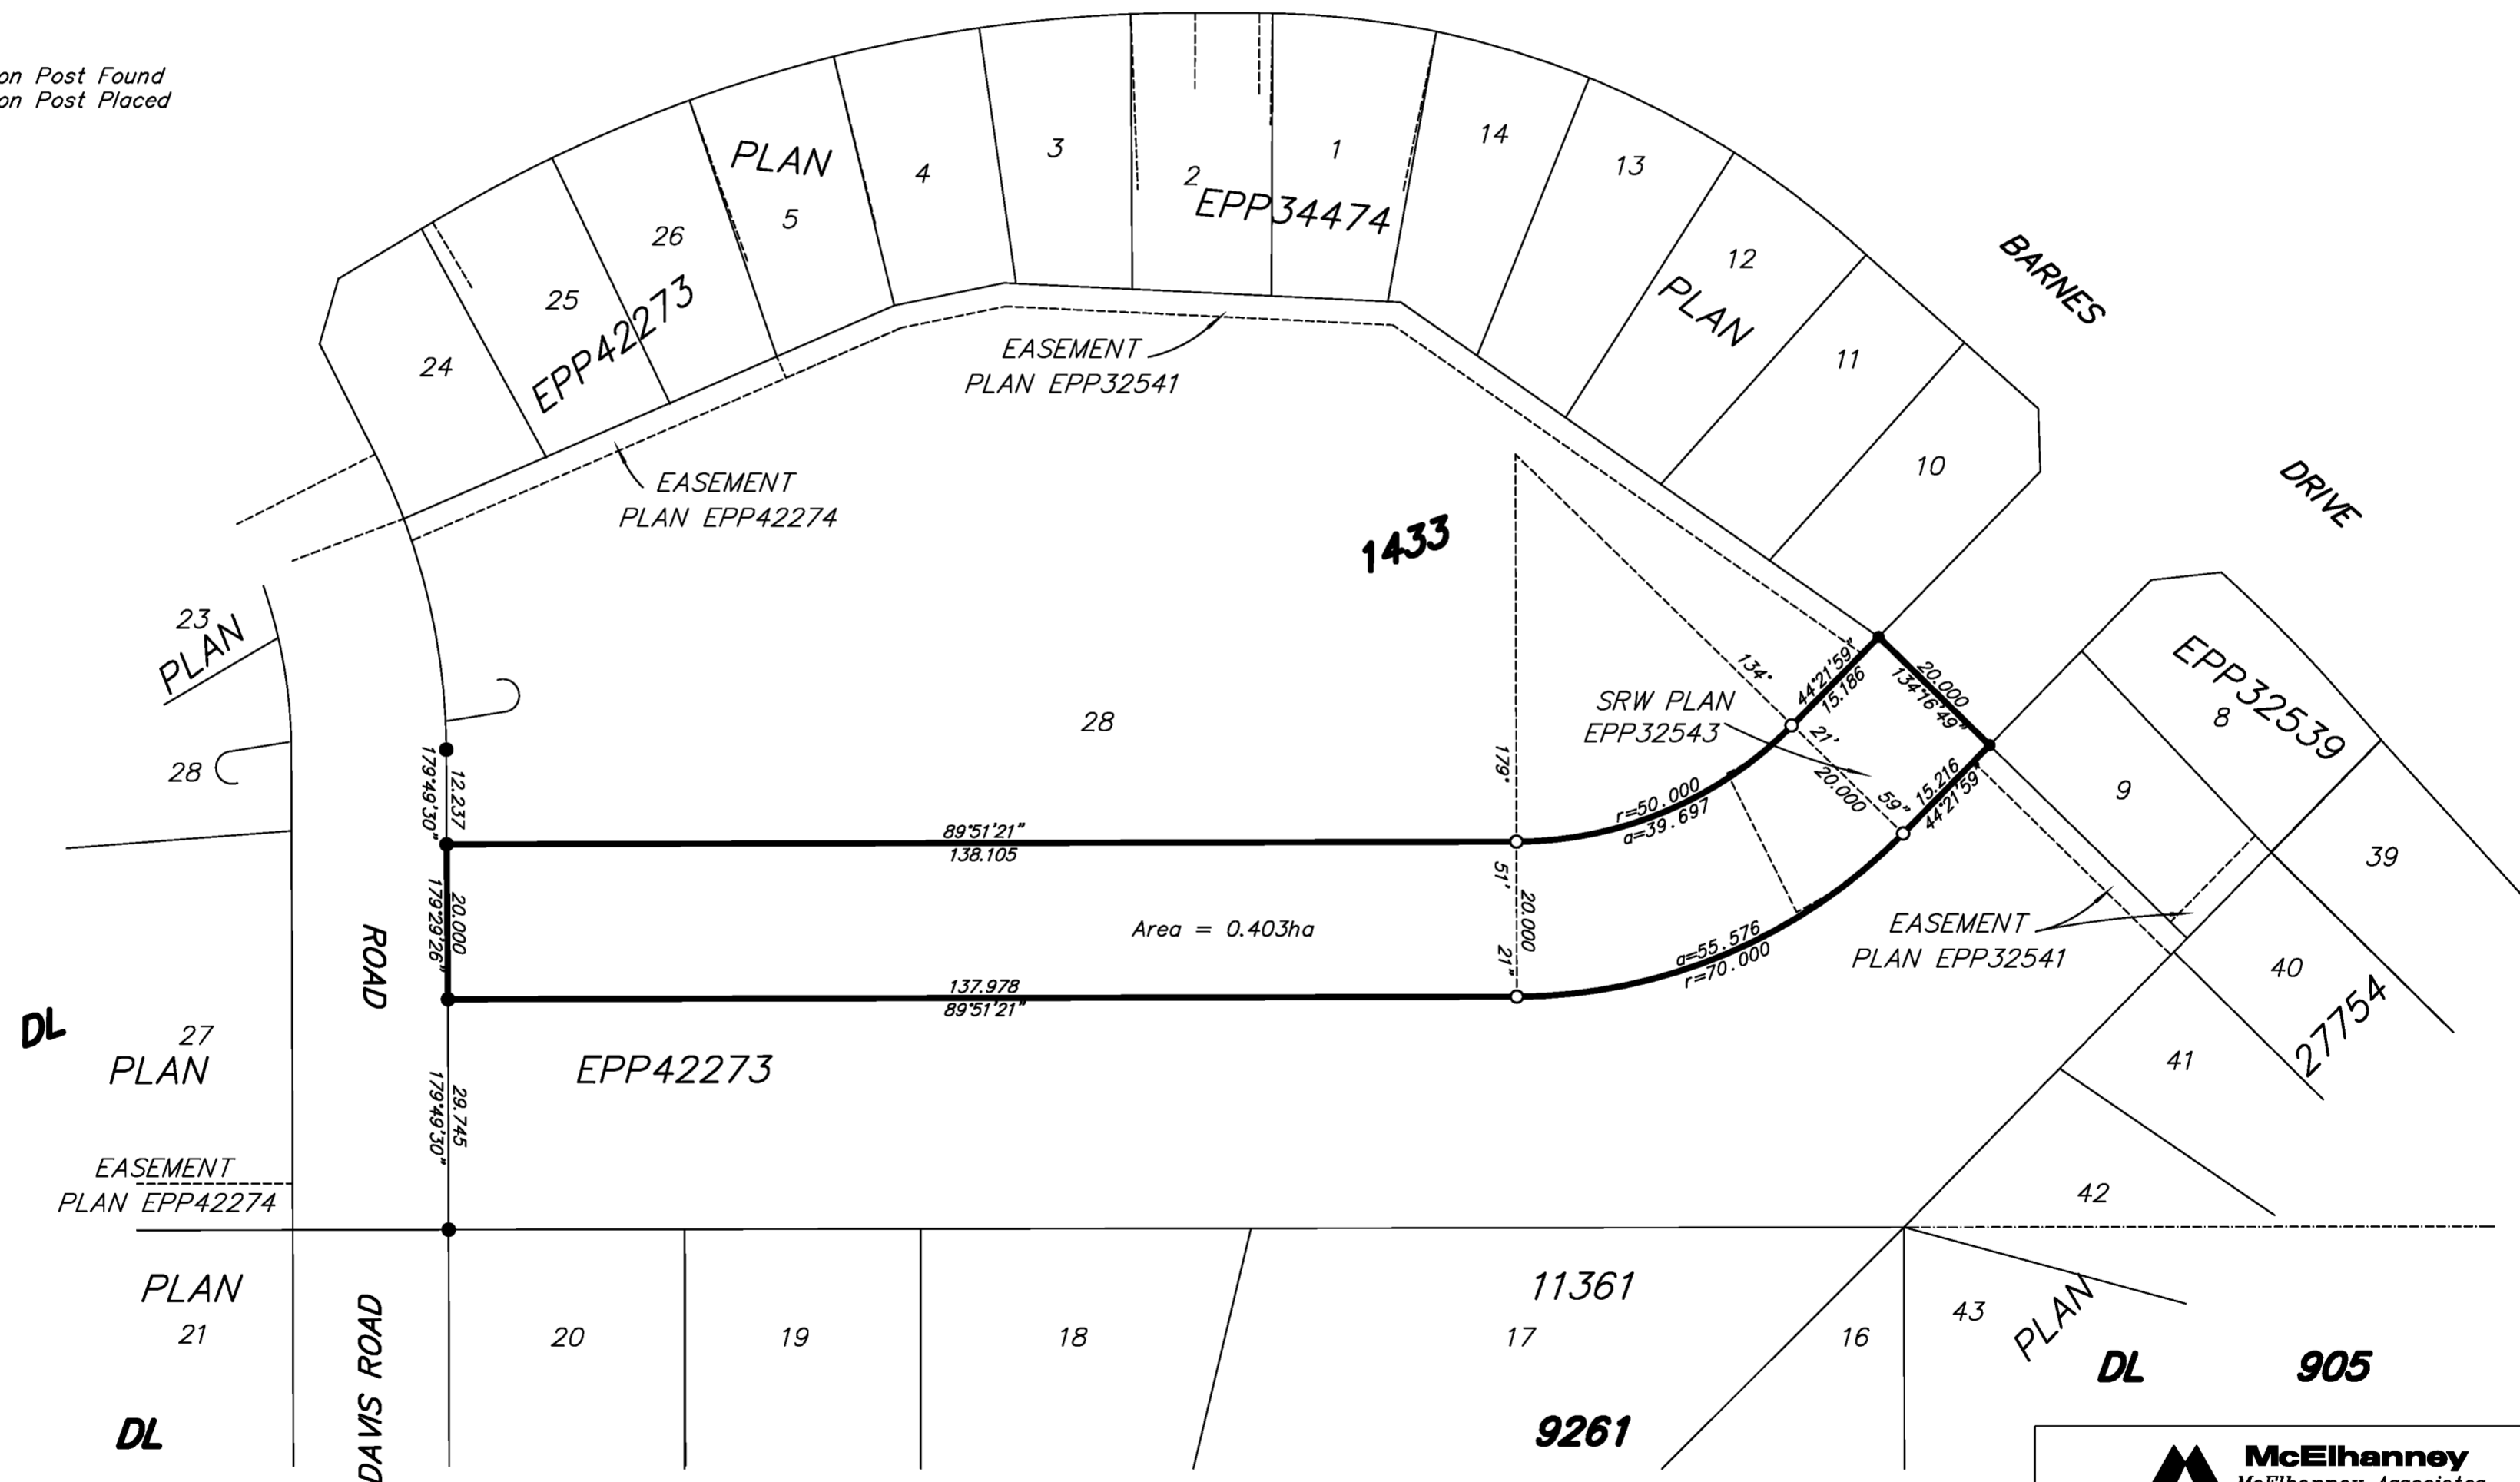 on Post Found
on Post Placed
PLAN
5
4
3
2
1
EPP34474
14
13
12
PLAN
11
10
BARNES
DRIVE
24
25
26
EPP42273
EASEMENT
PLAN EPP32541
EASEMENT
PLAN EPP42274
1433
23
PLAN
28
28
179°49'30"
12.237
SRW PLAN
EPP32543
134°
21'
59"
20.000
44°21'59"
15.186
20.000
134°16'49"
15.216
44°21'59"
EPP32539
8
9
39
40
41
42
27754
89°51'21"
138.105
179°
51'
21"
20.000
r=50.000
a=39.697
a=55.576
r=70.000
179°29'26"
20.000
Area = 0.403ha
137.978
89°51'21"
EASEMENT
PLAN EPP32541
ROAD
DL
27
PLAN
EPP42273
179°49'30"
29.745
EASEMENT
PLAN EPP42274
PLAN
21
DL
DAVIS ROAD
20
19
18
11361
17
9261
16
43
PLAN
DL 905
McElhanney
McElhanney Associates